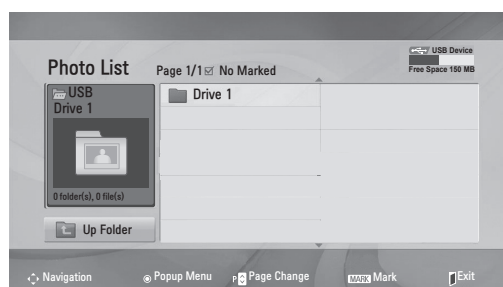 USB Device
Photo List Page 1/1 No Marked
Free Space 150 MB
USB
Drive 1
Drive 1
0 folder(s), 0 file(s)
Up Folder
Navigation Popup Menu P Page Change MARK Mark Exit